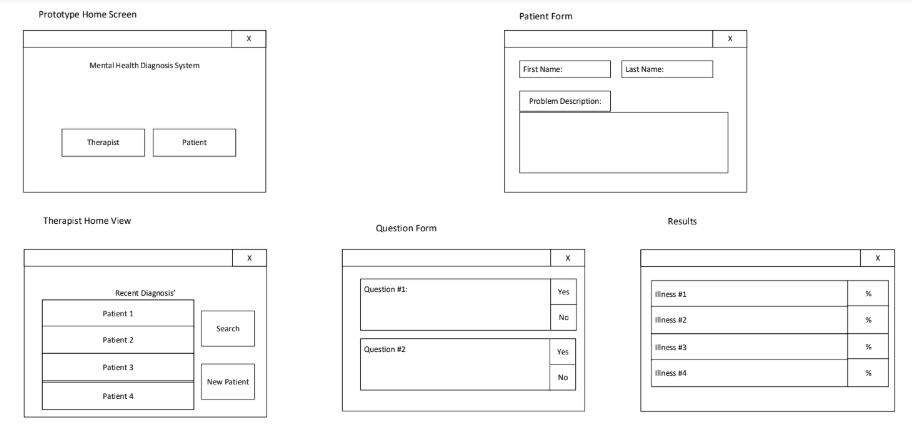 Prototype Home Screen
X
Mental Health Diagnosis System
Therapist
Patient
Patient Form
X
First Name:
Last Name:
Problem Description:
Therapist Home View
X
Recent Diagnosis'
Patient 1
Patient 2
Patient 3
Patient 4
Search
New Patient
Question Form
X
Question #1:
Yes
No
Question #2
Yes
No
Results
X
Illness #1
%
Illness #2
%
Illness #3
%
Illness #4
%